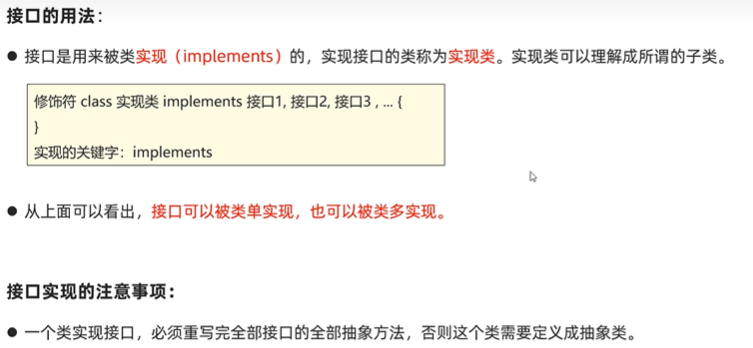 接口的用法：
● 接口是用来被类实现（implements）的，实现接口的类称为实现类。实现类可以理解成所谓的子类。
修饰符 class 实现类 implements 接口1, 接口2, 接口3 , ... {
}
实现的关键字：implements
● 从上面可以看出，接口可以被类单实现，也可以被类多实现。
接口实现的注意事项：
● 一个类实现接口，必须重写完全部接口的全部抽象方法，否则这个类需要定义成抽象类。